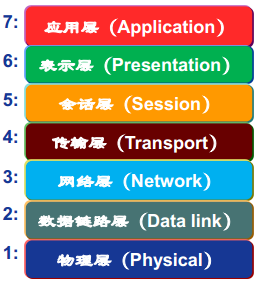 7: 应用层（Application）
6: 表示层（Presentation）
5: 会话层（Session）
4: 传输层（Transport）
3: 网络层（Network）
2: 数据链路层（Data link）
1: 物理层（Physical）